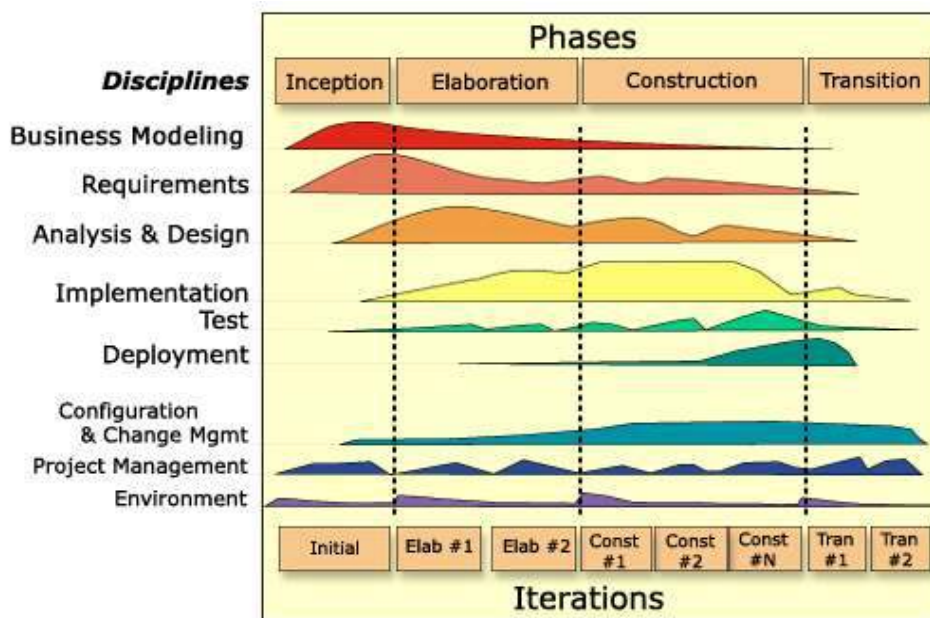 Phases
Disciplines
Inception
Elaboration
Construction
Transition
Business Modeling
Requirements
Analysis & Design
Implementation
Test
Deployment
Configuration
& Change Mgmt
Project Management
Environment
Initial
Elab #1
Elab #2
Const
#1
Const
#2
Const
#N
Tran
#1
Tran
#2
Iterations